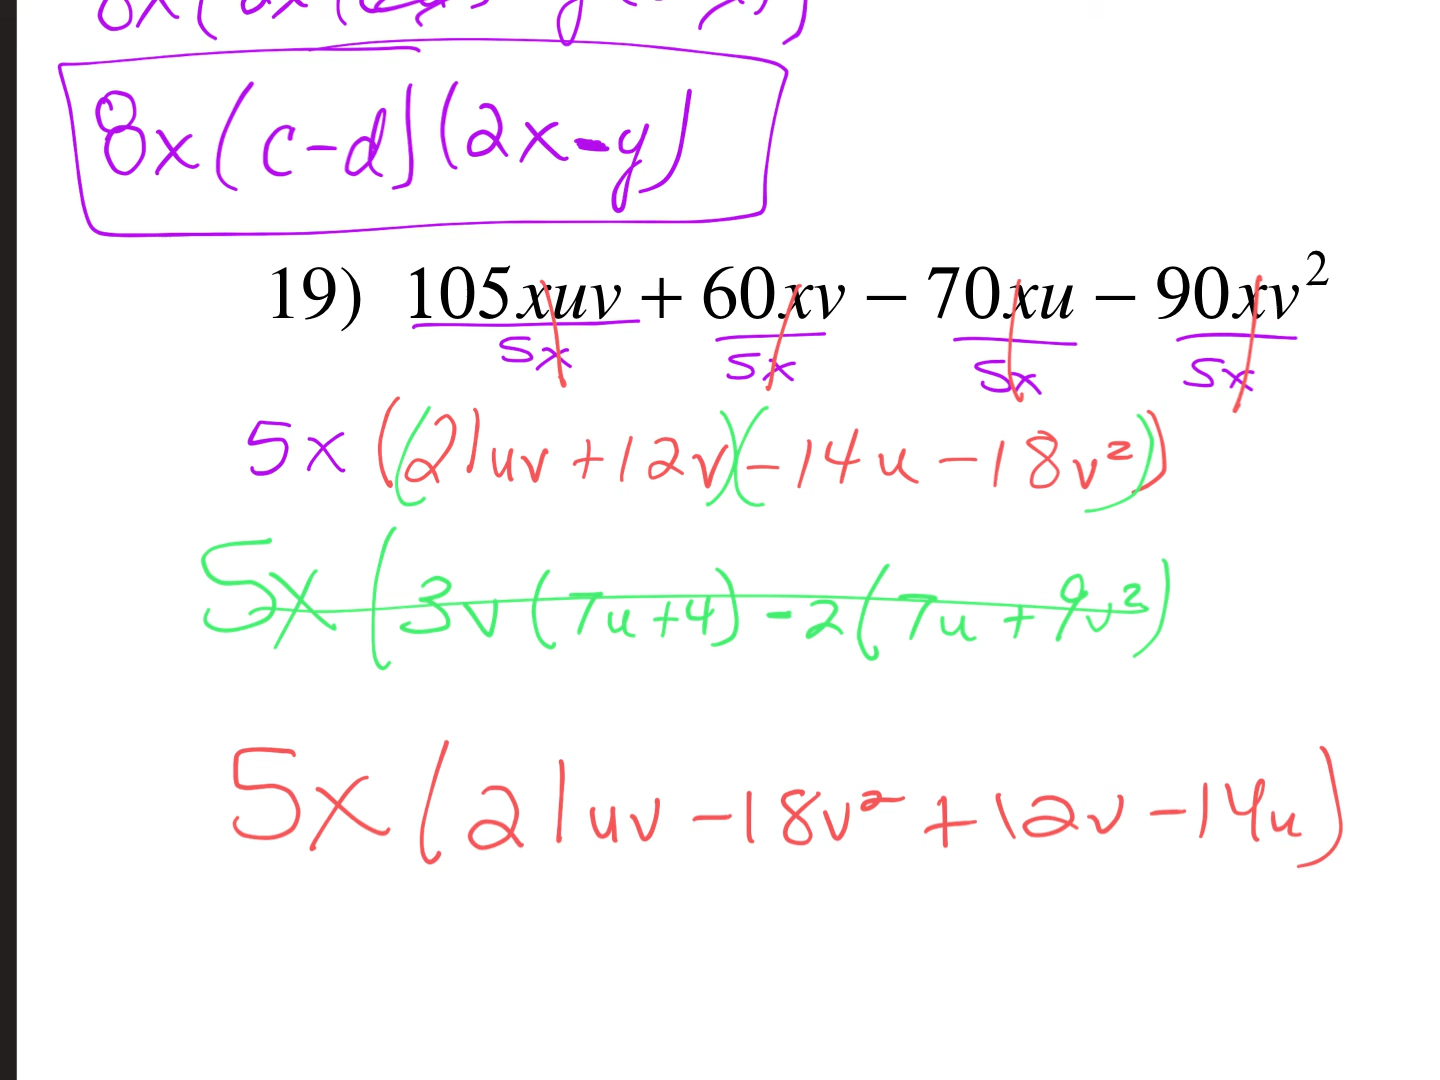 8x(c-d)(2x-y)
19) 105xuv + 60xv − 70xu − 90xv²
5x 5x 5x 5x
5x ((21uv+12v)(-14u-18v²))
5x (3v(7u+4)-2(7u+9v²)
5x (21uv-18v²+12v-14u)